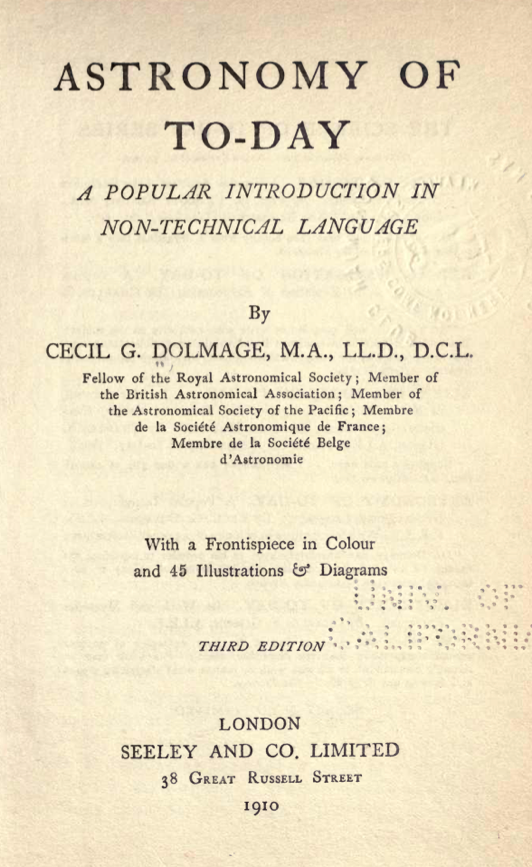 ASTRONOMY OF
TO-DAY
A POPULAR INTRODUCTION IN
NON-TECHNICAL LANGUAGE
By
CECIL G. DOLMAGE, M.A., LL.D., D.C.L.
Fellow of the Royal Astronomical Society; Member of
the British Astronomical Association; Member of
the Astronomical Society of the Pacific; Membre
de la Société Astronomique de France;
Membre de la Société Belge
d'Astronomie
With a Frontispiece in Colour
and 45 Illustrations & Diagrams
UNIV. OF
CALIFORNIA
THIRD EDITION
LONDON
SEELEY AND CO. LIMITED
38 GREAT RUSSELL STREET
1910